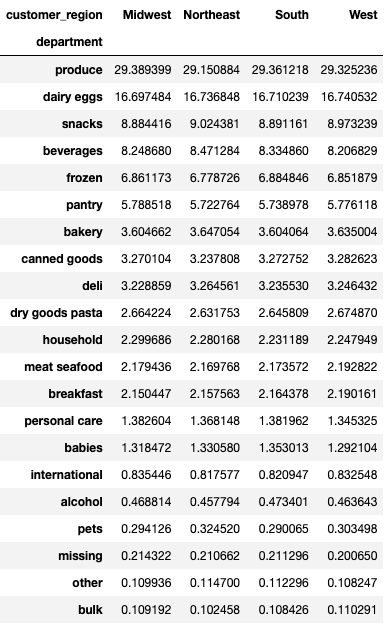 customer_region Midwest Northeast South West
department
produce 29.389399 29.150884 29.361218 29.325236
dairy eggs 16.697484 16.736848 16.710239 16.740532
snacks 8.884416 9.024381 8.891161 8.973239
beverages 8.248680 8.471284 8.334860 8.206829
frozen 6.861173 6.778726 6.884846 6.851879
pantry 5.788518 5.722764 5.738978 5.776118
bakery 3.604662 3.647054 3.604064 3.635004
canned goods 3.270104 3.237808 3.272752 3.282623
deli 3.228859 3.264561 3.235530 3.246432
dry goods pasta 2.664224 2.631753 2.645809 2.674870
household 2.299686 2.280168 2.231189 2.247949
meat seafood 2.179436 2.169768 2.173572 2.192822
breakfast 2.150447 2.157563 2.164378 2.190161
personal care 1.382604 1.368148 1.381962 1.345325
babies 1.318472 1.330580 1.353013 1.292104
international 0.835446 0.817577 0.820947 0.832548
alcohol 0.468814 0.457794 0.473401 0.463643
pets 0.294126 0.324520 0.290065 0.303498
missing 0.214322 0.210662 0.211296 0.200650
other 0.109936 0.114700 0.112296 0.108247
bulk 0.109192 0.102458 0.108426 0.110291